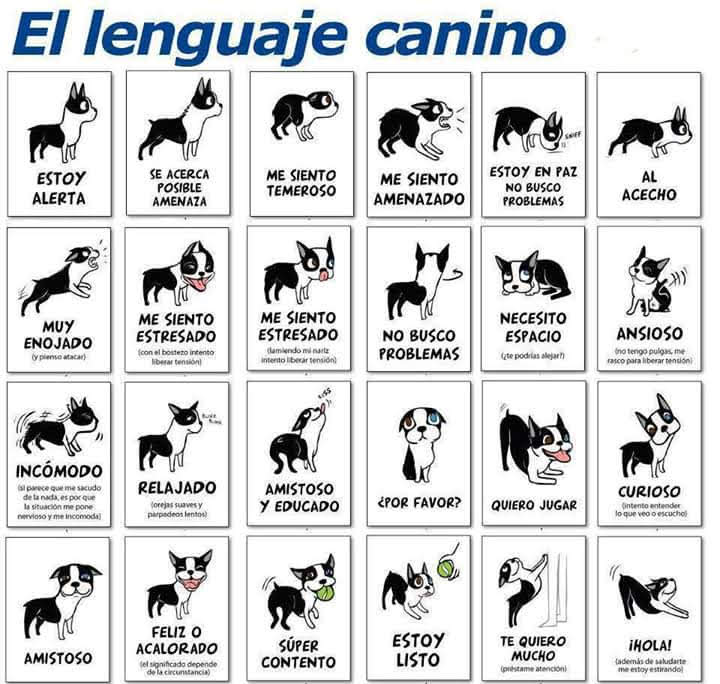 El lenguaje canino
ESTOY
ALERTA
SE ACERCA
POSIBLE
AMENAZA
ME SIENTO
TEMEROSO
ME SIENTO
AMENAZADO
SNIFF
ESTOY EN PAZ
NO BUSCO
PROBLEMAS
AL
ACECHO
MUY
ENOJADO
(y pienso atacar)
ME SIENTO
ESTRESADO
(con el bostezo intento
liberar tensión)
ME SIENTO
ESTRESADO
(lamiendo mi nariz
intento liberar tensión)
NO BUSCO
PROBLEMAS
NECESITO
ESPACIO
(¿te podrías alejar?)
ANSIOSO
(no tengo pulgas, me
rasco para liberar tensión)
INCÓMODO
(si parece que me sacudo
de la nada, es por que
la situación me pone
nervioso y me incomoda)
BLINK
BLINK
RELAJADO
(orejas suaves y
parpadeos lentos)
KISS
AMISTOSO
Y EDUCADO
¿POR FAVOR?
QUIERO JUGAR
CURIOSO
(intento entender
lo que veo o escucho)
AMISTOSO
FELIZ O
ACALORADO
(el significado depende
de la circunstancia)
SÚPER
CONTENTO
ESTOY
LISTO
TE QUIERO
MUCHO
(préstame atención)
¡HOLA!
(además de saludarte
me estoy estirando)